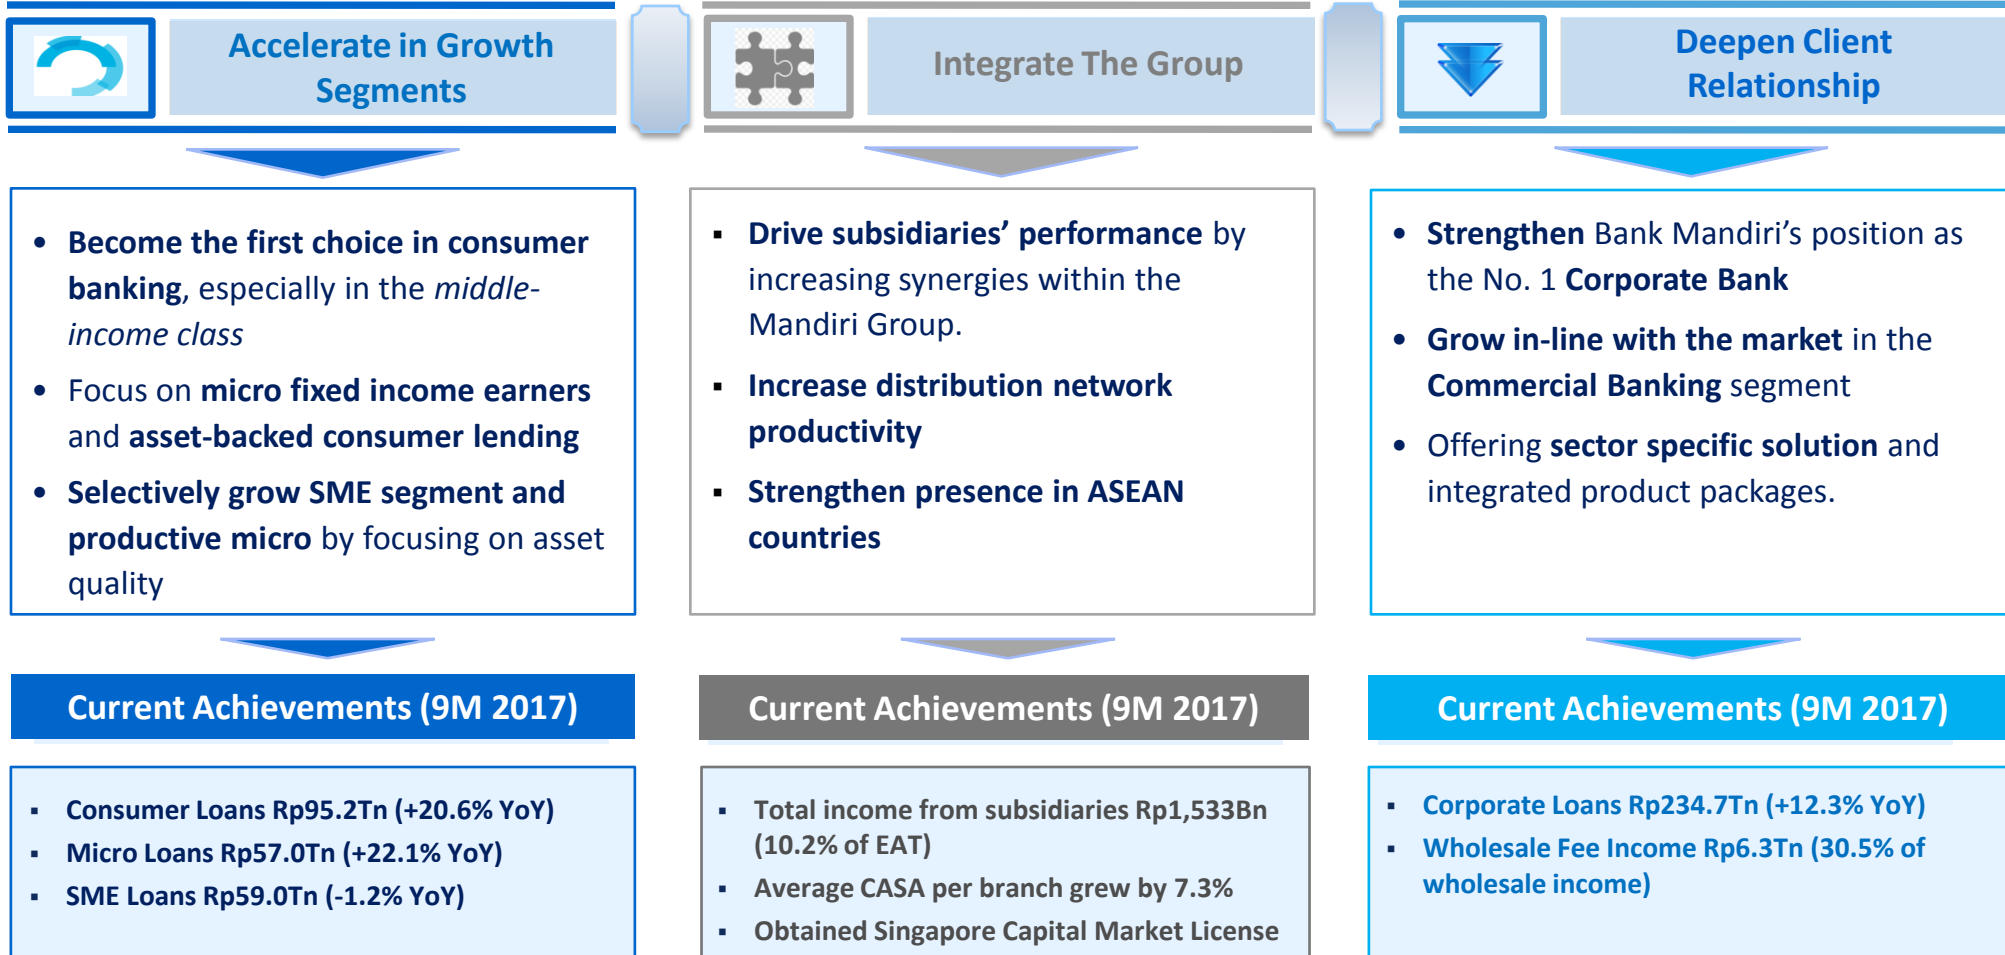 Accelerate in Growth
Segments
Integrate The Group
Deepen Client
Relationship
• Become the first choice in consumer
banking, especially in the middle-
income class
• Focus on micro fixed income earners
and asset-backed consumer lending
• Selectively grow SME segment and
productive micro by focusing on asset
quality
▪ Drive subsidiaries’ performance by
increasing synergies within the
Mandiri Group.
▪ Increase distribution network
productivity
▪ Strengthen presence in ASEAN
countries
• Strengthen Bank Mandiri’s position as
the No. 1 Corporate Bank
• Grow in-line with the market in the
Commercial Banking segment
• Offering sector specific solution and
integrated product packages.
Current Achievements (9M 2017)
Current Achievements (9M 2017)
Current Achievements (9M 2017)
▪ Consumer Loans Rp95.2Tn (+20.6% YoY)
▪ Micro Loans Rp57.0Tn (+22.1% YoY)
▪ SME Loans Rp59.0Tn (-1.2% YoY)
▪ Total income from subsidiaries Rp1,533Bn
(10.2% of EAT)
▪ Average CASA per branch grew by 7.3%
▪ Obtained Singapore Capital Market License
▪ Corporate Loans Rp234.7Tn (+12.3% YoY)
▪ Wholesale Fee Income Rp6.3Tn (30.5% of
wholesale income)